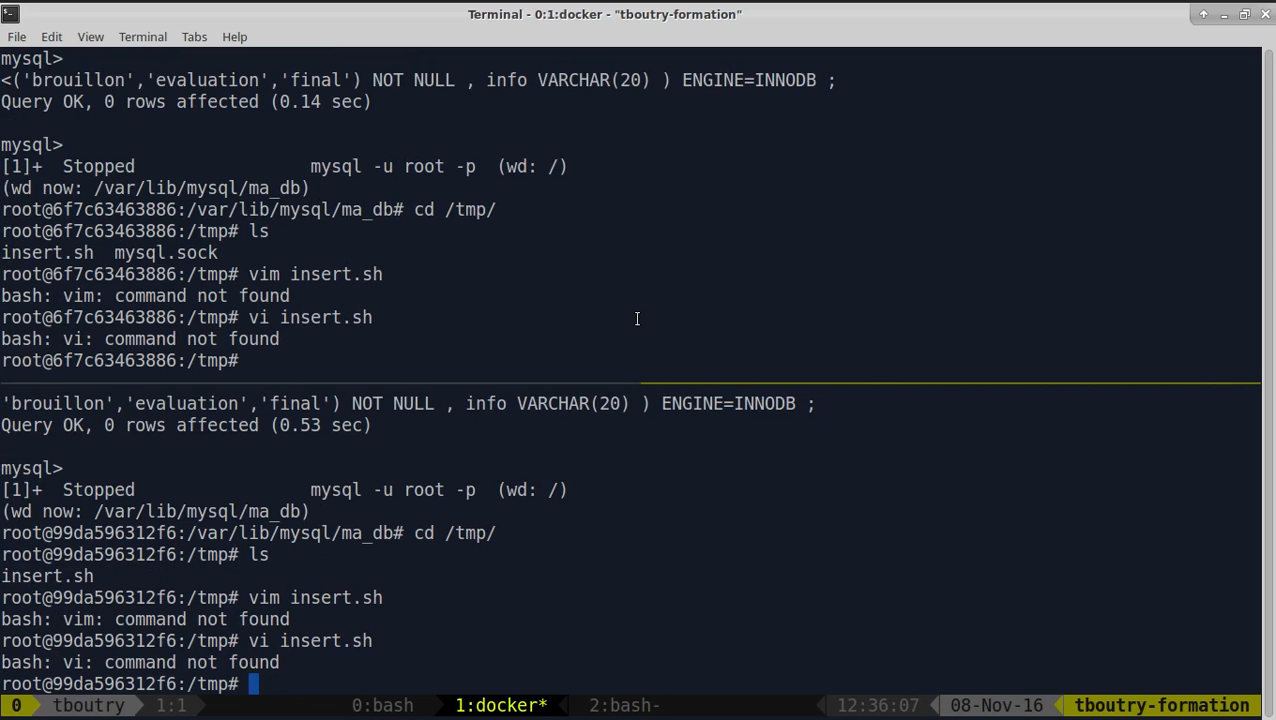 Terminal - 0:1:docker - "tboutry-formation"
File Edit View Terminal Tabs Help
mysql>
<('brouillon','evaluation','final') NOT NULL , info VARCHAR(20) ) ENGINE=INNODB ;
Query OK, 0 rows affected (0.14 sec)
mysql>
[1]+  Stopped                 mysql -u root -p  (wd: /)
(wd now: /var/lib/mysql/ma_db)
root@6f7c63463886:/var/lib/mysql/ma_db# cd /tmp/
root@6f7c63463886:/tmp# ls
insert.sh  mysql.sock
root@6f7c63463886:/tmp# vim insert.sh
bash: vim: command not found
root@6f7c63463886:/tmp# vi insert.sh
bash: vi: command not found
root@6f7c63463886:/tmp#
'brouillon','evaluation','final') NOT NULL , info VARCHAR(20) ) ENGINE=INNODB ;
Query OK, 0 rows affected (0.53 sec)
mysql>
[1]+  Stopped                 mysql -u root -p  (wd: /)
(wd now: /var/lib/mysql/ma_db)
root@99da596312f6:/var/lib/mysql/ma_db# cd /tmp/
root@99da596312f6:/tmp# ls
insert.sh
root@99da596312f6:/tmp# vim insert.sh
bash: vim: command not found
root@99da596312f6:/tmp# vi insert.sh
bash: vi: command not found
root@99da596312f6:/tmp#
0 tboutry 1:1 0:bash 1:docker* 2:bash- 12:36:07 08-Nov-16 tboutry-formation